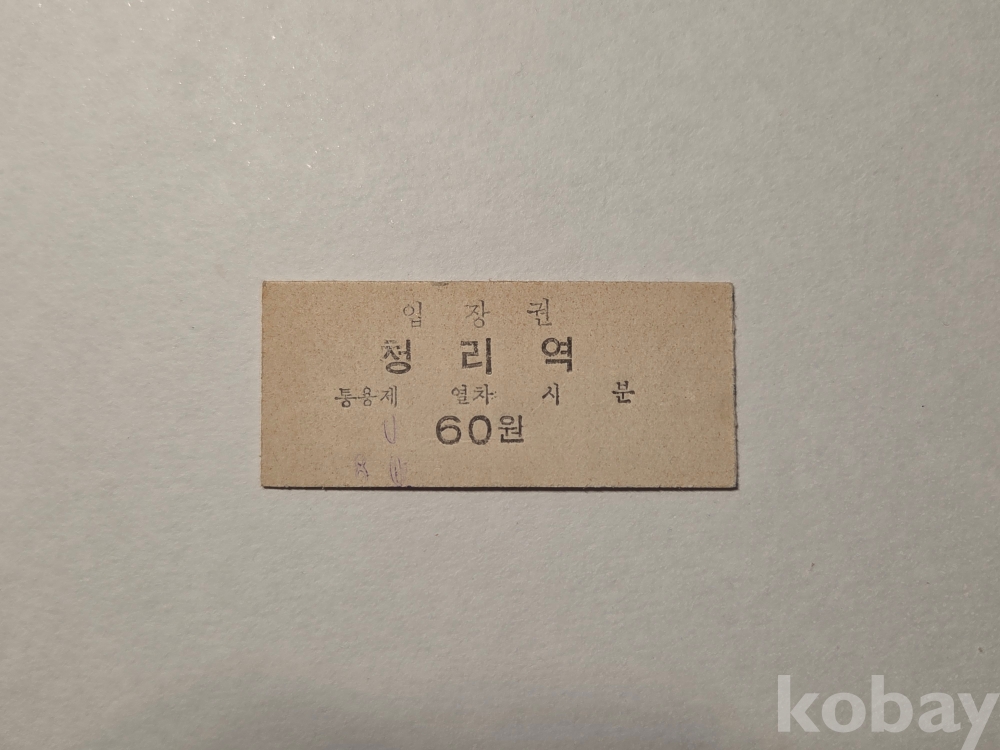 입 장 권
청 리 역
통용제 열차 시 분
60원
kobay